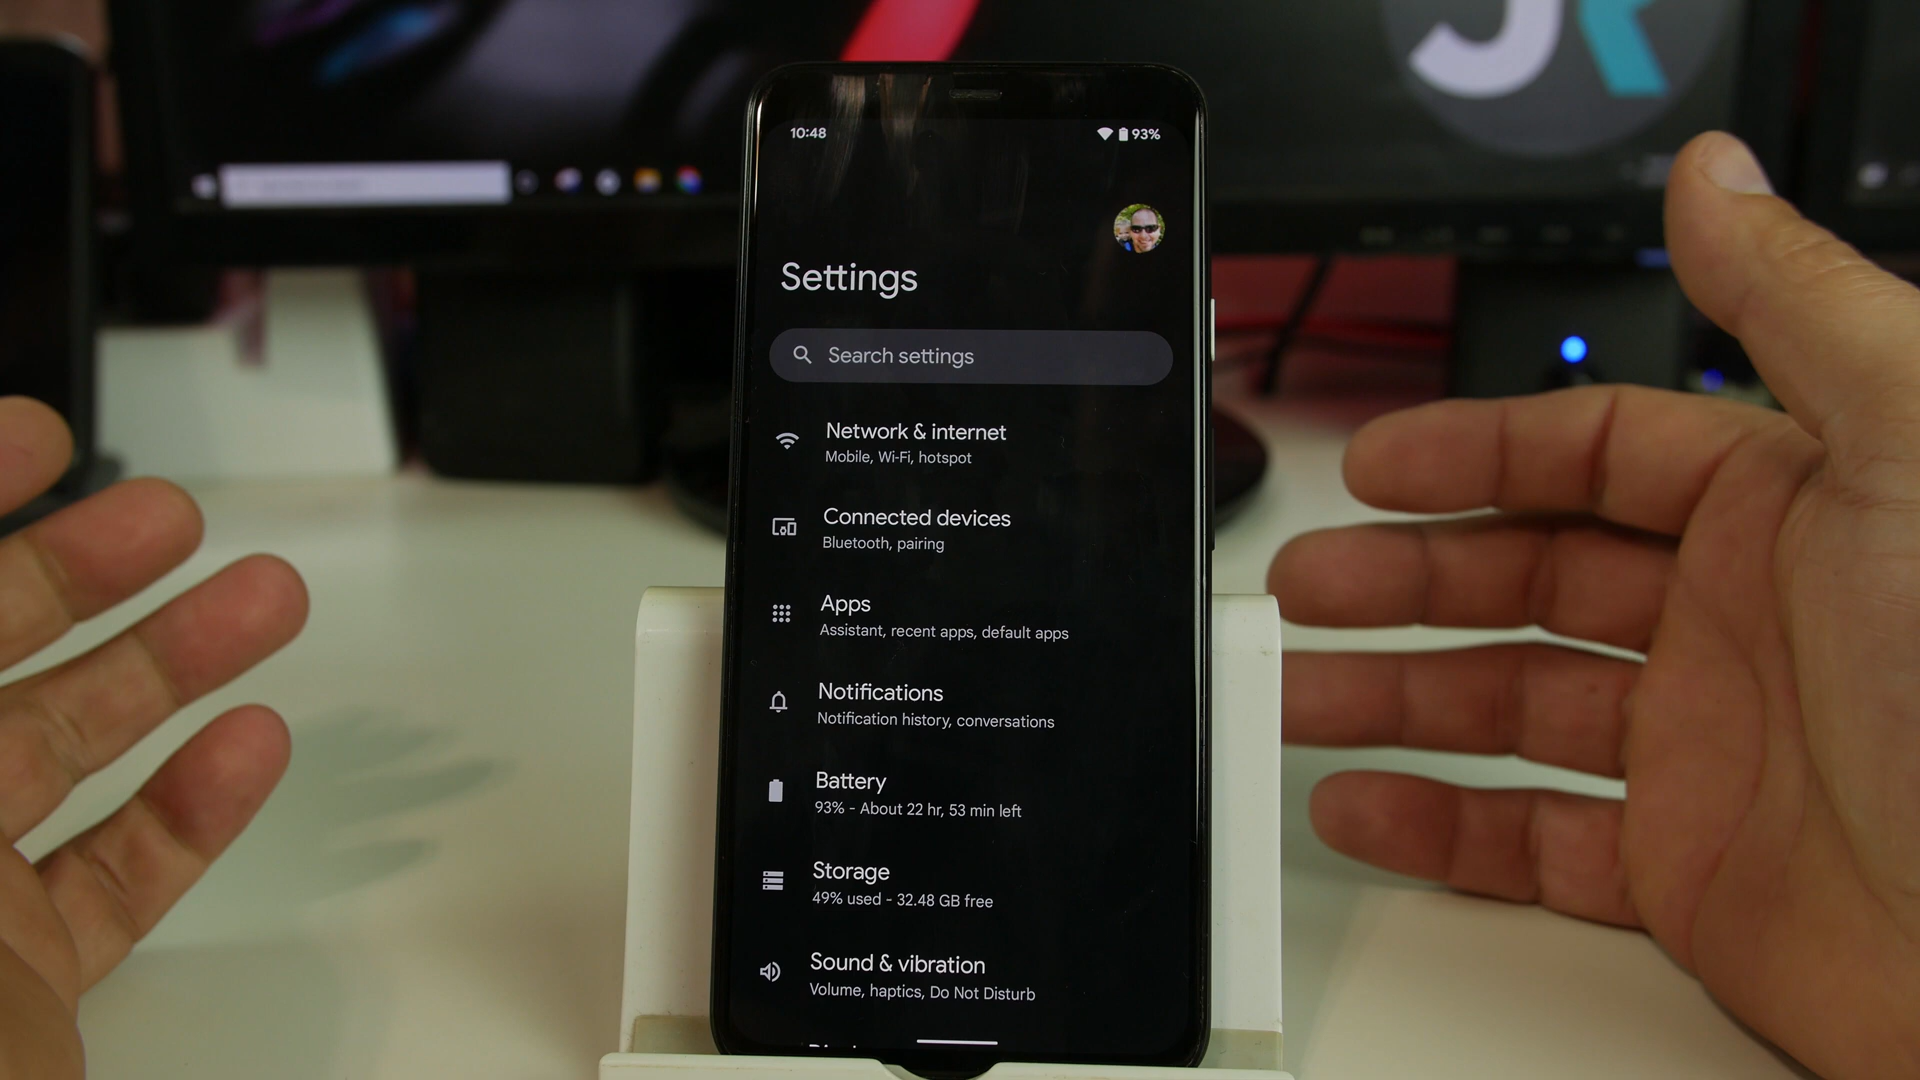 JR
10:48
93%
Settings
Search settings
Network & internet
Mobile, Wi-Fi, hotspot
Connected devices
Bluetooth, pairing
Apps
Assistant, recent apps, default apps
Notifications
Notification history, conversations
Battery
93% - About 22 hr, 53 min left
Storage
49% used - 32.48 GB free
Sound & vibration
Volume, haptics, Do Not Disturb